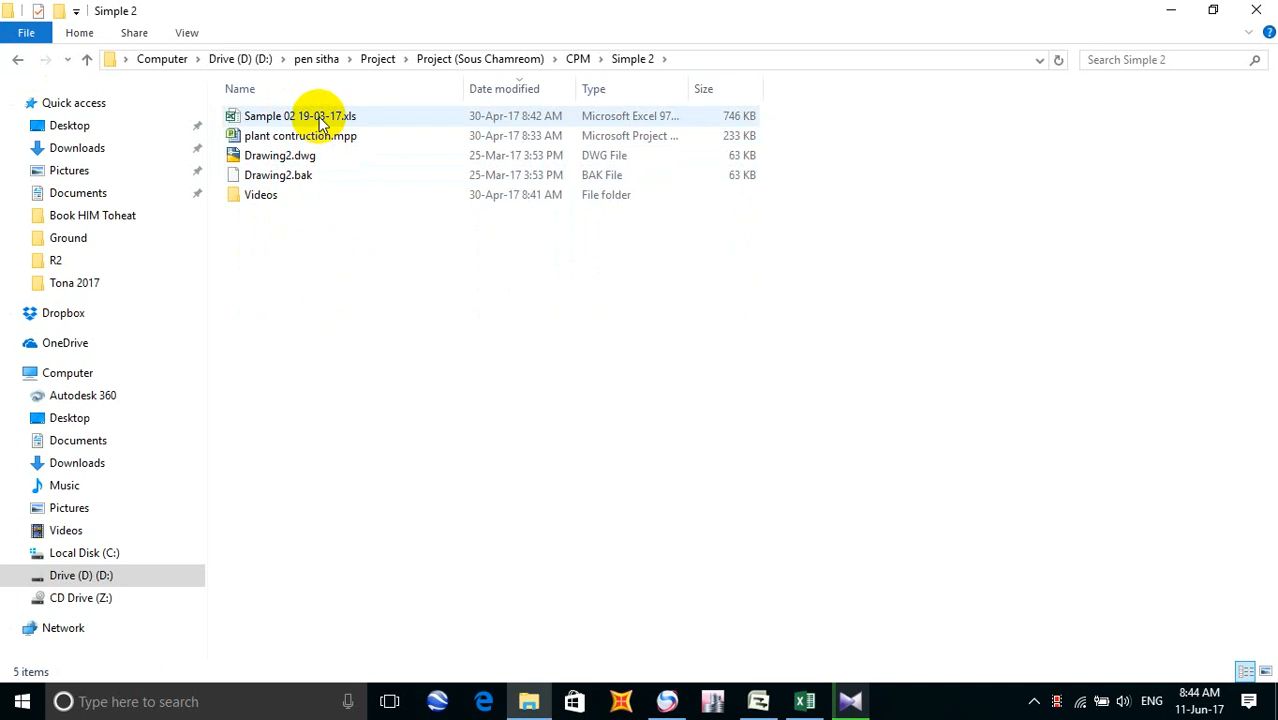 Simple 2
File Home Share View
Computer Drive (D) (D:) pen sitha Project Project (Sous Chamreom) CPM Simple 2
Search Simple 2
Name Date modified Type Size
Sample 02 19-03-17.xls 30-Apr-17 8:42 AM Microsoft Excel 97... 746 KB
plant contruction.mpp 30-Apr-17 8:33 AM Microsoft Project ... 233 KB
Drawing2.dwg 25-Mar-17 3:53 PM DWG File 63 KB
Drawing2.bak 25-Mar-17 3:53 PM BAK File 63 KB
Videos 30-Apr-17 8:41 AM File folder
Quick access
Desktop
Downloads
Pictures
Documents
Book HIM Toheat
Ground
R2
Tona 2017
Dropbox
OneDrive
Computer
Autodesk 360
Desktop
Documents
Downloads
Music
Pictures
Videos
Local Disk (C:)
Drive (D) (D:)
CD Drive (Z:)
Network
5 items
Type here to search
ENG
8:44 AM
11-Jun-17